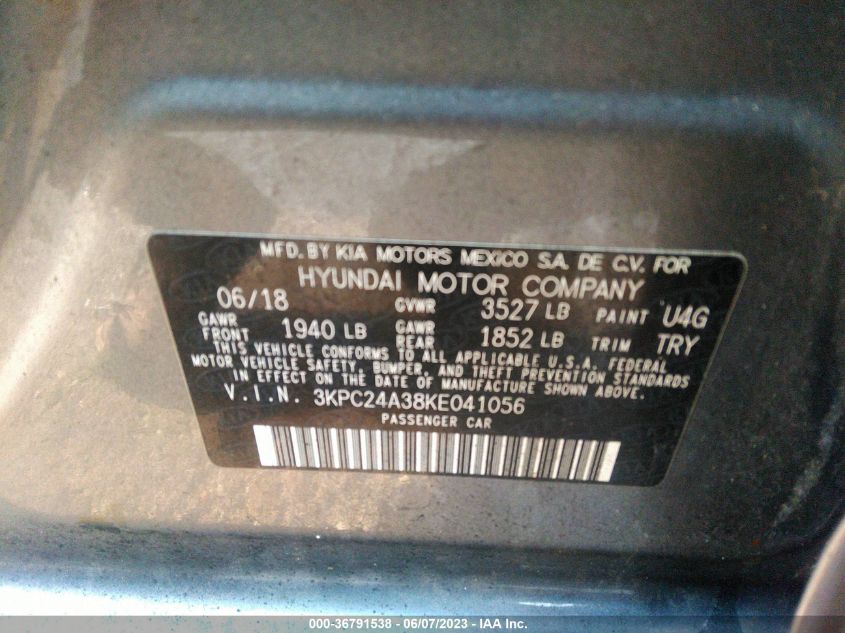 MFD. BY KIA MOTORS MEXICO S.A. DE C.V. FOR
HYUNDAI MOTOR COMPANY
06/18 GVWR 3527 LB PAINT U4G
GAWR FRONT 1940 LB GAWR REAR 1852 LB TRIM TRY
THIS VEHICLE CONFORMS TO ALL APPLICABLE U.S.A. FEDERAL
MOTOR VEHICLE SAFETY, BUMPER, AND THEFT PREVENTION STANDARDS
IN EFFECT ON THE DATE OF MANUFACTURE SHOWN ABOVE.
V.I.N. 3KPC24A38KE041056
PASSENGER CAR
000-36791538 - 06/07/2023 - IAA Inc.